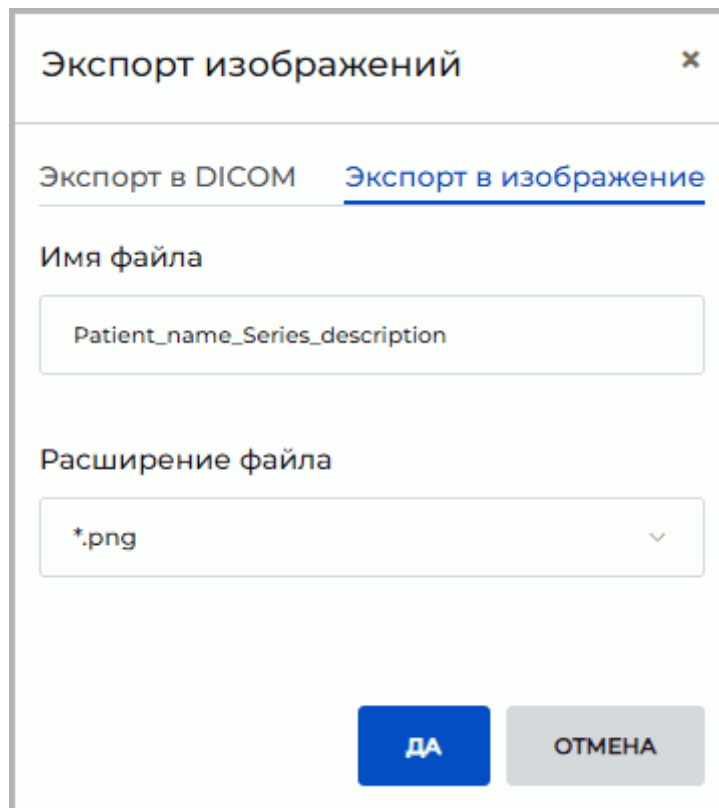 Экспорт изображений
Экспорт в DICOM Экспорт в изображение
Имя файла
Patient_name_Series_description
Расширение файла
*.png
ДА ОТМЕНА